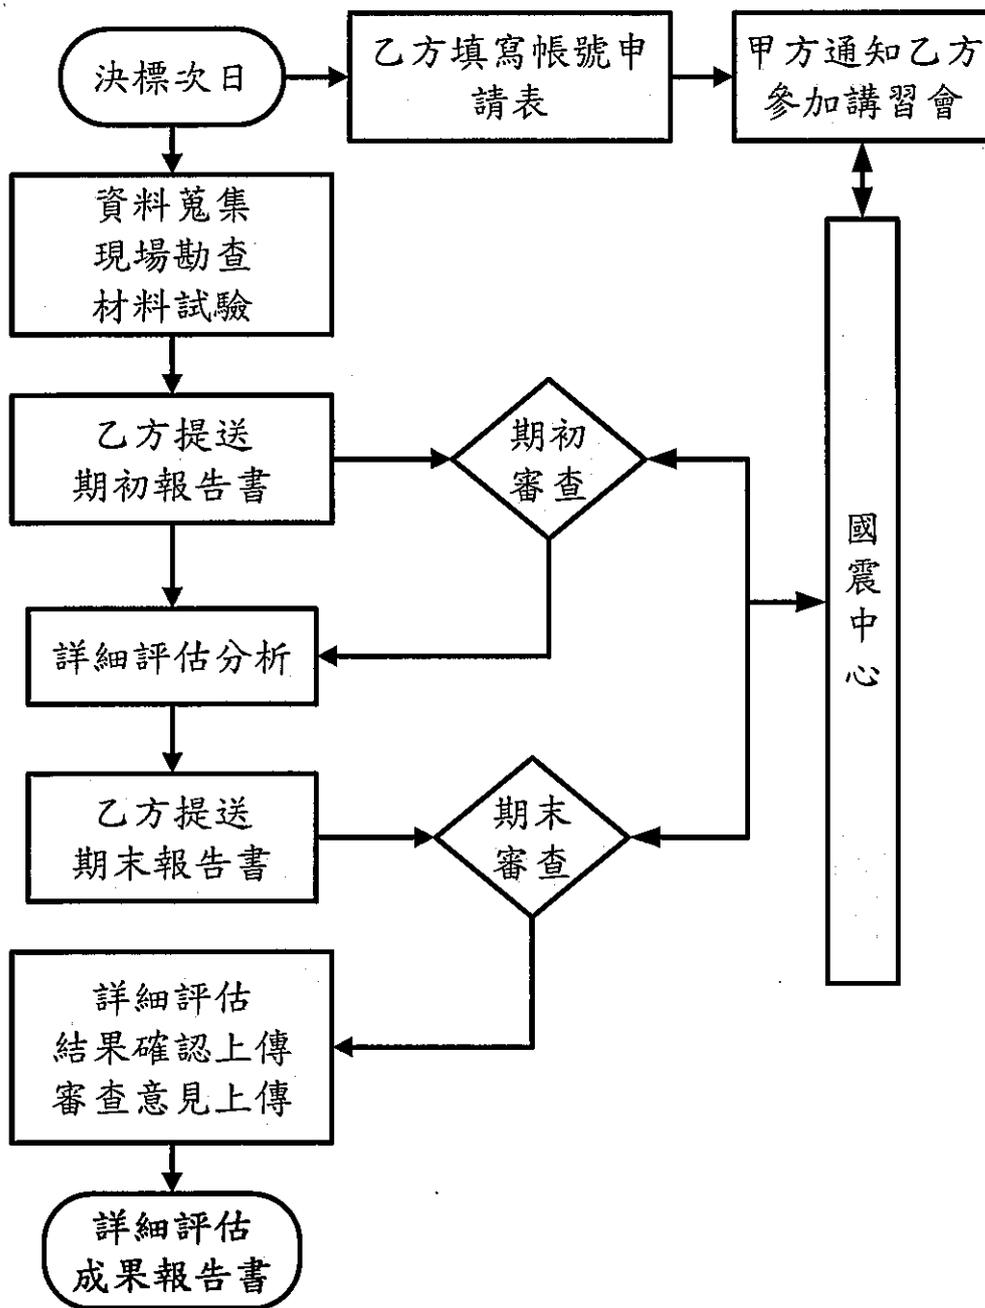 決標次日
乙方填寫帳號申
請表
甲方通知乙方
參加講習會
資料蒐集
現場勘查
材料試驗
乙方提送
期初報告書
期初
審查
國
震
中
心
詳細評估分析
乙方提送
期末報告書
期末
審查
詳細評估
結果確認上傳
審查意見上傳
詳細評估
成果報告書